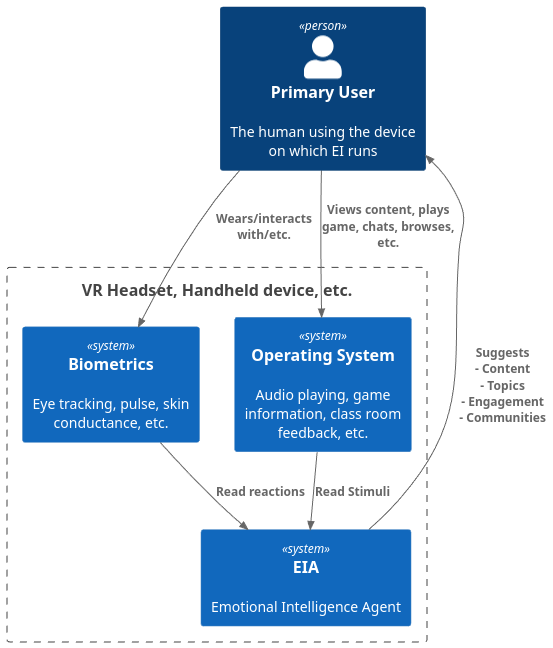 «person»
Primary User
The human using the device
on which EI runs
Wears/interacts
with/etc.
Views content, plays
game, chats, browses,
etc.
VR Headset, Handheld device, etc.
«system»
Biometrics
Eye tracking, pulse, skin
conductance, etc.
«system»
Operating System
Audio playing, game
information, class room
feedback, etc.
Suggests
- Content
- Topics
- Engagement
- Communities
Read reactions
Read Stimuli
«system»
EIA
Emotional Intelligence Agent